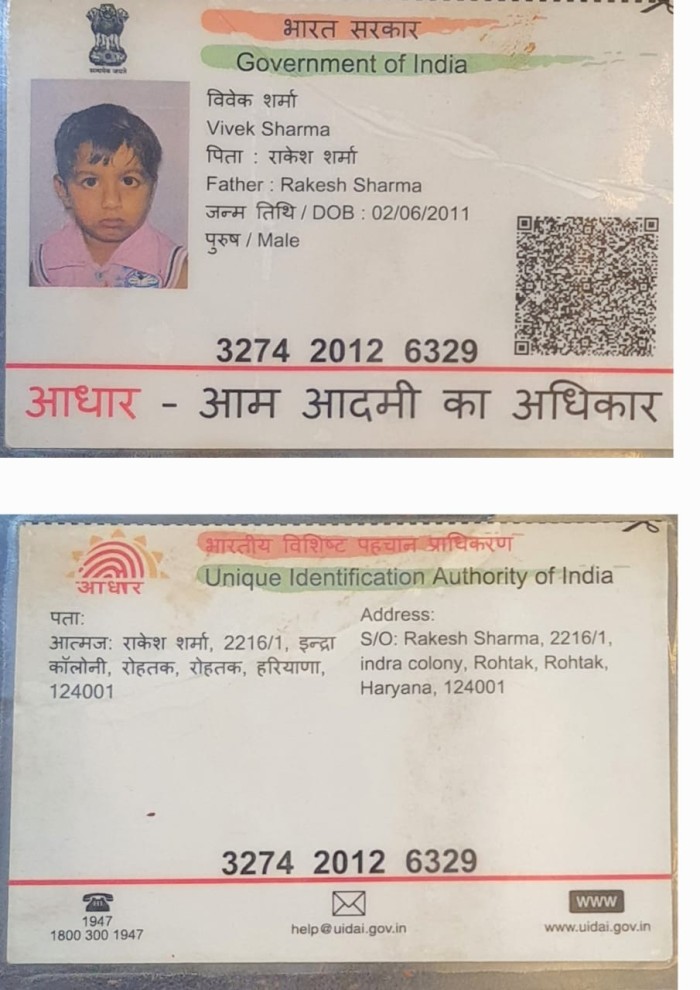 सत्यमेव जयते
भारत सरकार
Government of India
विवेक शर्मा
Vivek Sharma
पिता : राकेश शर्मा
Father : Rakesh Sharma
जन्म तिथि / DOB : 02/06/2011
पुरुष / Male
3274 2012 6329
आधार - आम आदमी का अधिकार
आधार
भारतीय विशिष्ट पहचान प्राधिकरण
Unique Identification Authority of India
पता:
आत्मज: राकेश शर्मा, 2216/1, इन्द्रा
कॉलोनी, रोहतक, रोहतक, हरियाणा,
124001
Address:
S/O: Rakesh Sharma, 2216/1,
indra colony, Rohtak, Rohtak,
Haryana, 124001
3274 2012 6329
1947
1800 300 1947
help@uidai.gov.in
www
www.uidai.gov.in